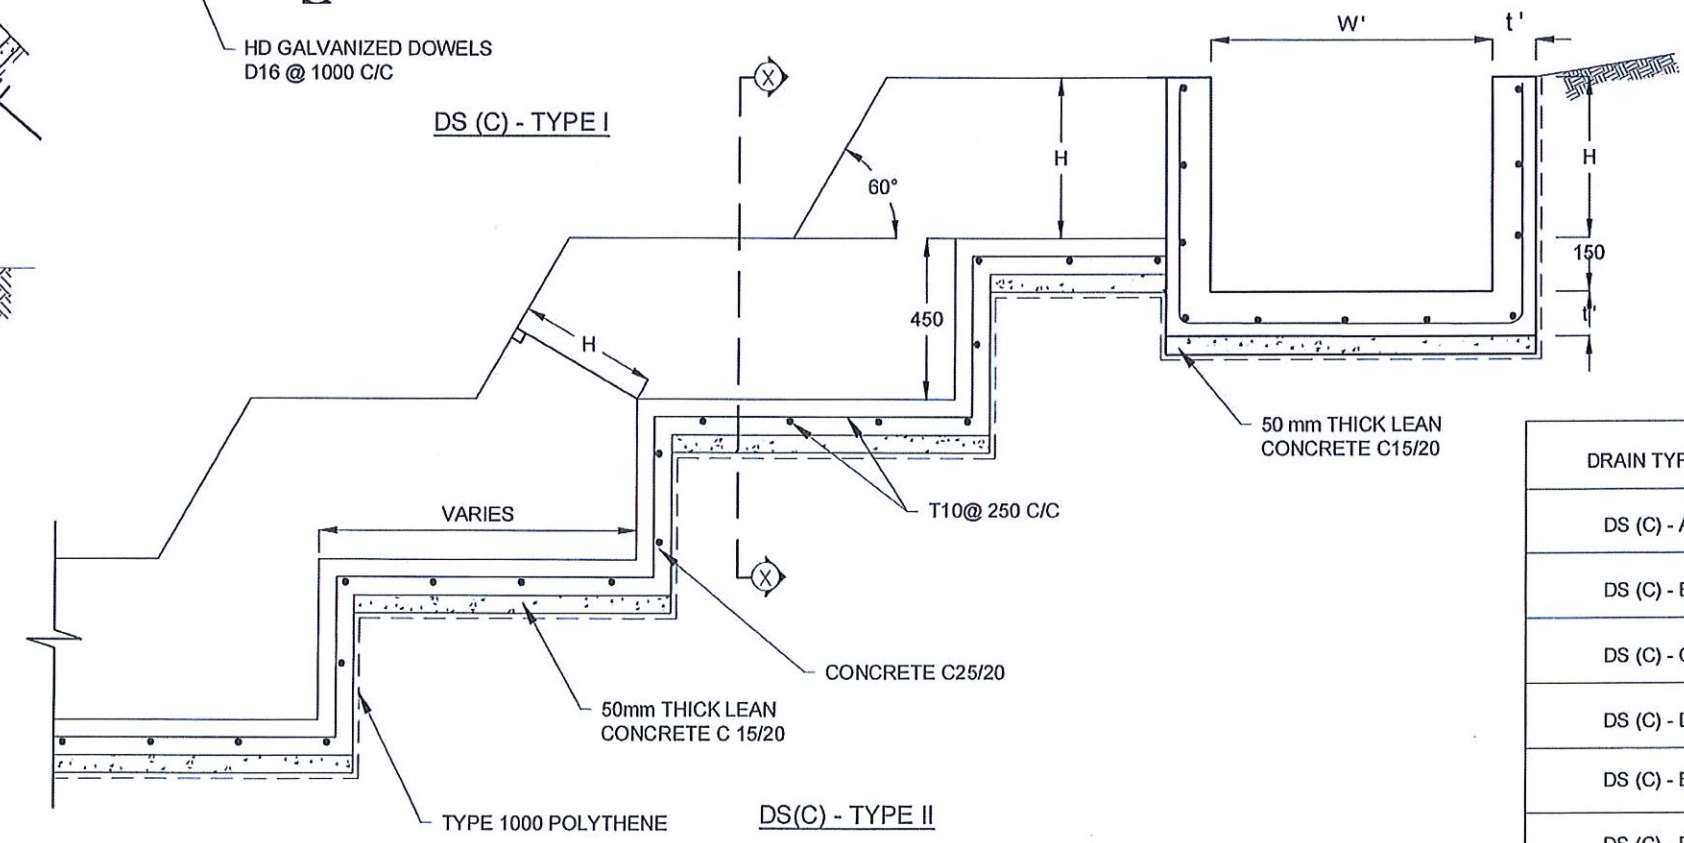 HD GALVANIZED DOWELS
D16 @ 1000 C/C
DS (C) - TYPE I
X
W'
t'
H
60°
H
150
t'
450
H
50 mm THICK LEAN
CONCRETE C15/20
VARIES
T10@ 250 C/C
X
CONCRETE C25/20
50mm THICK LEAN
CONCRETE C 15/20
TYPE 1000 POLYTHENE
DS(C) - TYPE II
DRAIN
DS (C) -
DS (C) -
DS (C) -
DS (C) -
DS (C) -